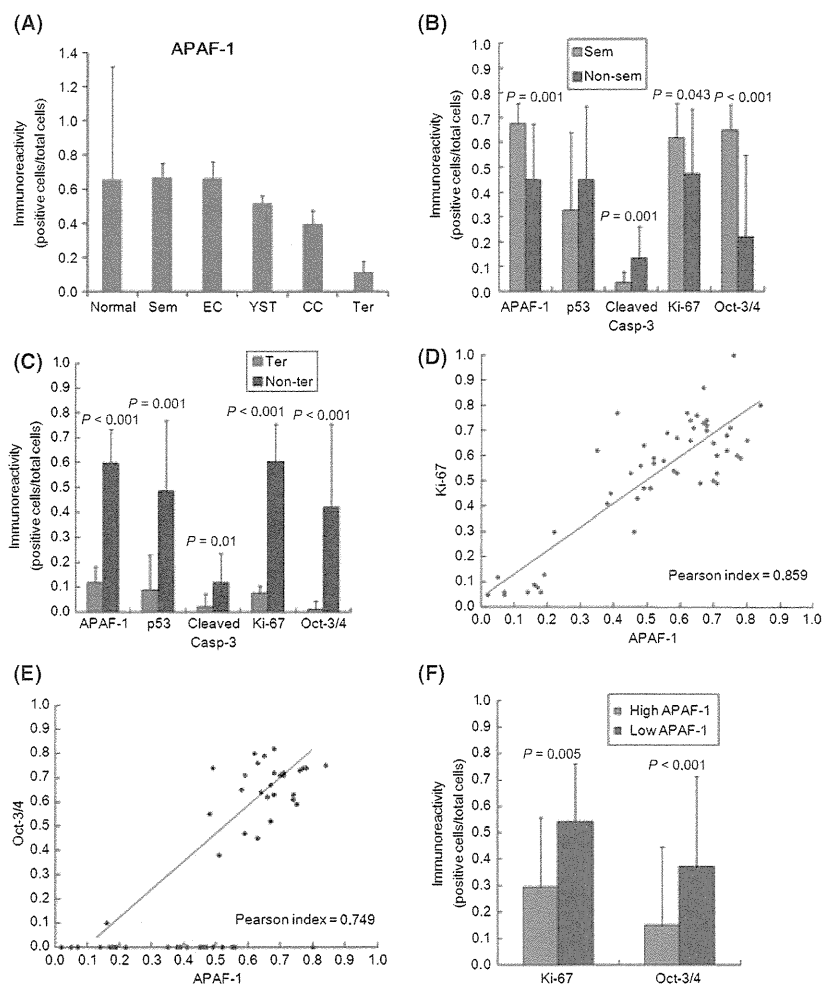 (A)
APAF-1
Immunoreactivity
(positive cells/total cells)
1.4
1.2
1.0
0.8
0.6
0.4
0.2
0.0
Normal Sem EC YST CC Ter
(B)
Sem
Non-sem
Immunoreactivity
(positive cells/total cells)
1.0
0.9
0.8
0.7
0.6
0.5
0.4
0.3
0.2
0.1
0.0
P = 0.001
P = 0.001
P = 0.043
P < 0.001
APAF-1 p53 Cleaved Ki-67 Oct-3/4
Casp-3
(C)
Ter
Non-ter
Immunoreactivity
(positive cells/total cells)
1.0
0.9
0.8
0.7
0.6
0.5
0.4
0.3
0.2
0.1
0.0
P < 0.001
P = 0.001
P = 0.01
P < 0.001
P < 0.001
APAF-1 p53 Cleaved Ki-67 Oct-3/4
Casp-3
(D)
Ki-67
1.0
0.9
0.8
0.7
0.6
0.5
0.4
0.3
0.2
0.1
0.0
Pearson index = 0.859
0.0 0.1 0.2 0.3 0.4 0.5 0.6 0.7 0.8 0.9 1.0
APAF-1
(E)
Oct-3/4
1.0
0.9
0.8
0.7
0.6
0.5
0.4
0.3
0.2
0.1
0.0
Pearson index = 0.749
0.0 0.1 0.2 0.3 0.4 0.5 0.6 0.7 0.8 0.9 1.0
APAF-1
(F)
High APAF-1
Low APAF-1
Immunoreactivity
(positive cells/total cells)
1.0
0.9
0.8
0.7
0.6
0.5
0.4
0.3
0.2
0.1
0.0
P = 0.005
P < 0.001
Ki-67 Oct-3/4